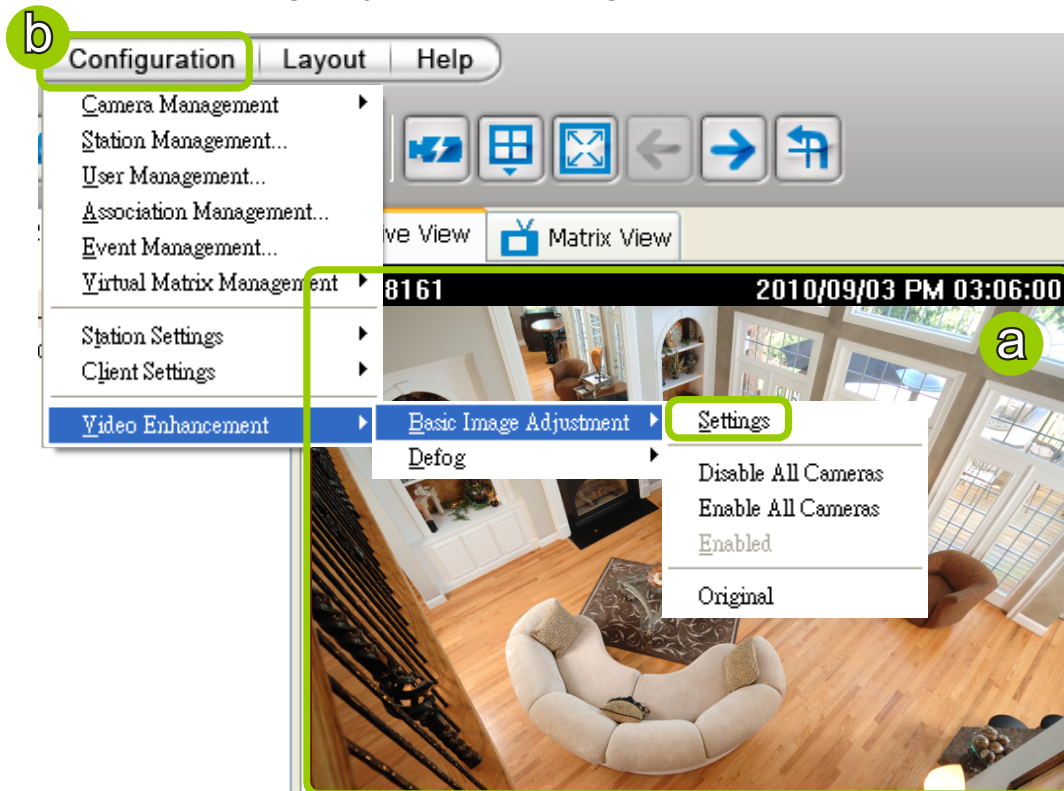 b
Configuration Layout Help
Camera Management
Station Management...
User Management...
Association Management...
Event Management...
Virtual Matrix Management
Station Settings
Client Settings
Video Enhancement
ve View
Matrix View
8161 2010/09/03 PM 03:06:00
a
Basic Image Adjustment
Defog
Settings
Disable All Cameras
Enable All Cameras
Enabled
Original